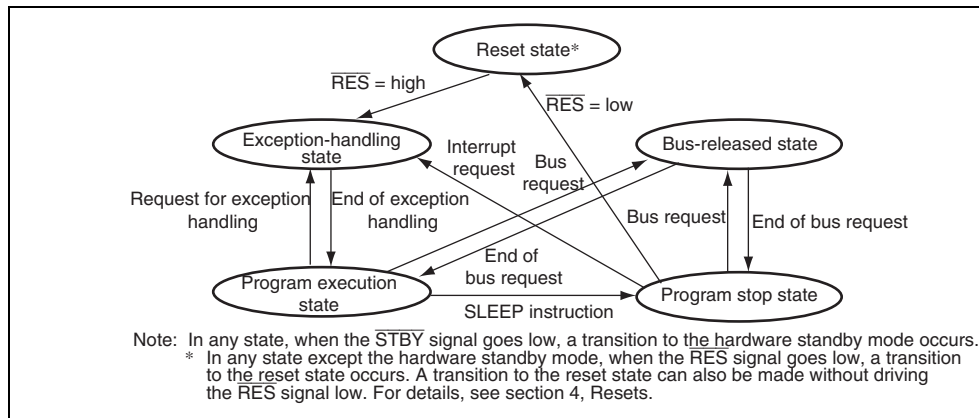 Reset state*
RES = high
RES = low
Exception-handling
state
Interrupt
request
Bus
request
Bus-released state
Request for exception
handling
End of exception
handling
Bus request
End of bus request
End of
bus request
Program execution
state
SLEEP instruction
Program stop state
Note: In any state, when the STBY signal goes low, a transition to the hardware standby mode occurs.
* In any state except the hardware standby mode, when the RES signal goes low, a transition
to the reset state occurs. A transition to the reset state can also be made without driving
the RES signal low. For details, see section 4, Resets.